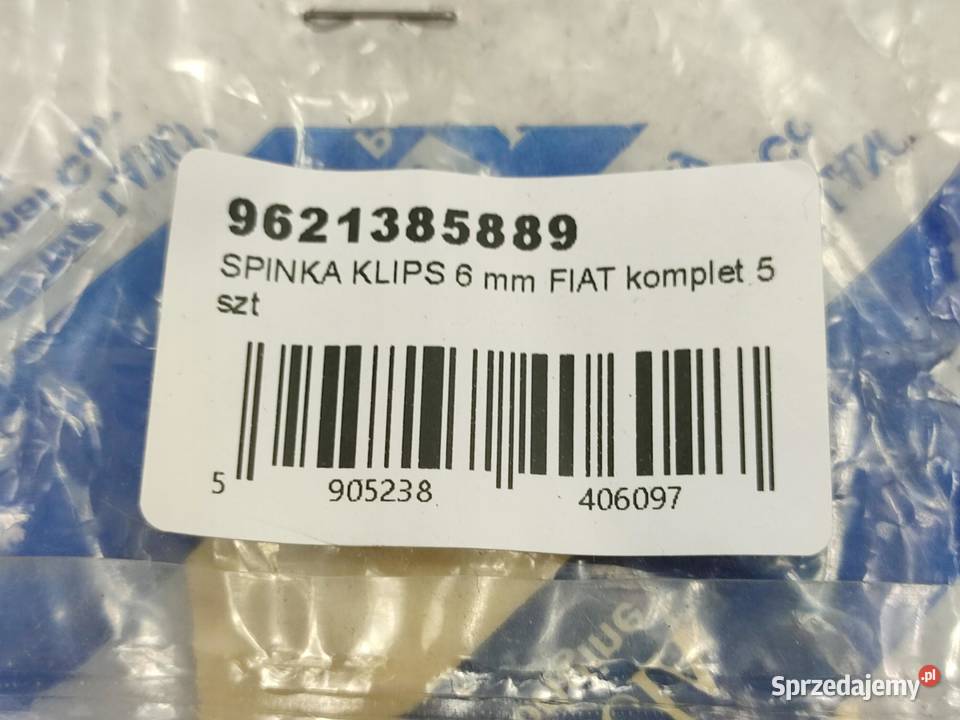 9621385889
SPINKA KLIPS 6 mm FIAT komplet 5
szt
5 905238 406097
Sprzedajemy.pl